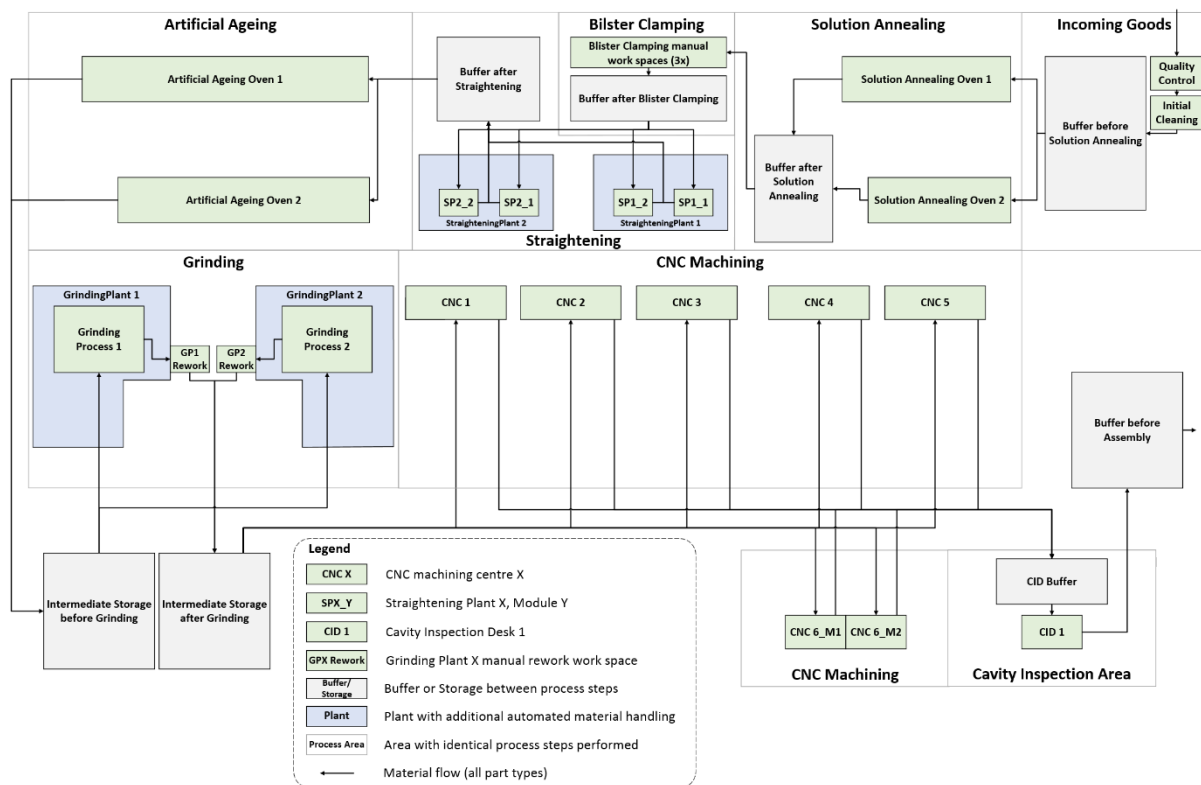 Artificial Ageing
Bilster Clamping
Solution Annealing
Incoming Goods
Artificial Ageing Oven 1
Artificial Ageing Oven 2
Buffer after
Straightening
Blister Clamping manual
work spaces (3x)
Buffer after Blister Clamping
SP2_2
SP2_1
StraighteningPlant 2
SP1_2
SP1_1
StraighteningPlant 1
Straightening
Solution Annealing Oven 1
Buffer after
Solution
Annealing
Solution Annealing Oven 2
Buffer before
Solution Annealing
Quality
Control
Initial
Cleaning
Grinding
GrindingPlant 1
Grinding
Process 1
GP1
Rework
GP2
Rework
GrindingPlant 2
Grinding
Process 2
CNC Machining
CNC 1
CNC 2
CNC 3
CNC 4
CNC 5
Buffer before
Assembly
Intermediate Storage
before Grinding
Intermediate Storage
after Grinding
Legend
CNC X
CNC machining centre X
SPX_Y
Straightening Plant X, Module Y
CID 1
Cavity Inspection Desk 1
GPX Rework
Grinding Plant X manual rework work space
Buffer/
Storage
Buffer or Storage between process steps
Plant
Plant with additional automated material handling
Process Area
Area with identical process steps performed
Material flow (all part types)
CNC 6_M1
CNC 6_M2
CNC Machining
CID Buffer
CID 1
Cavity Inspection Area